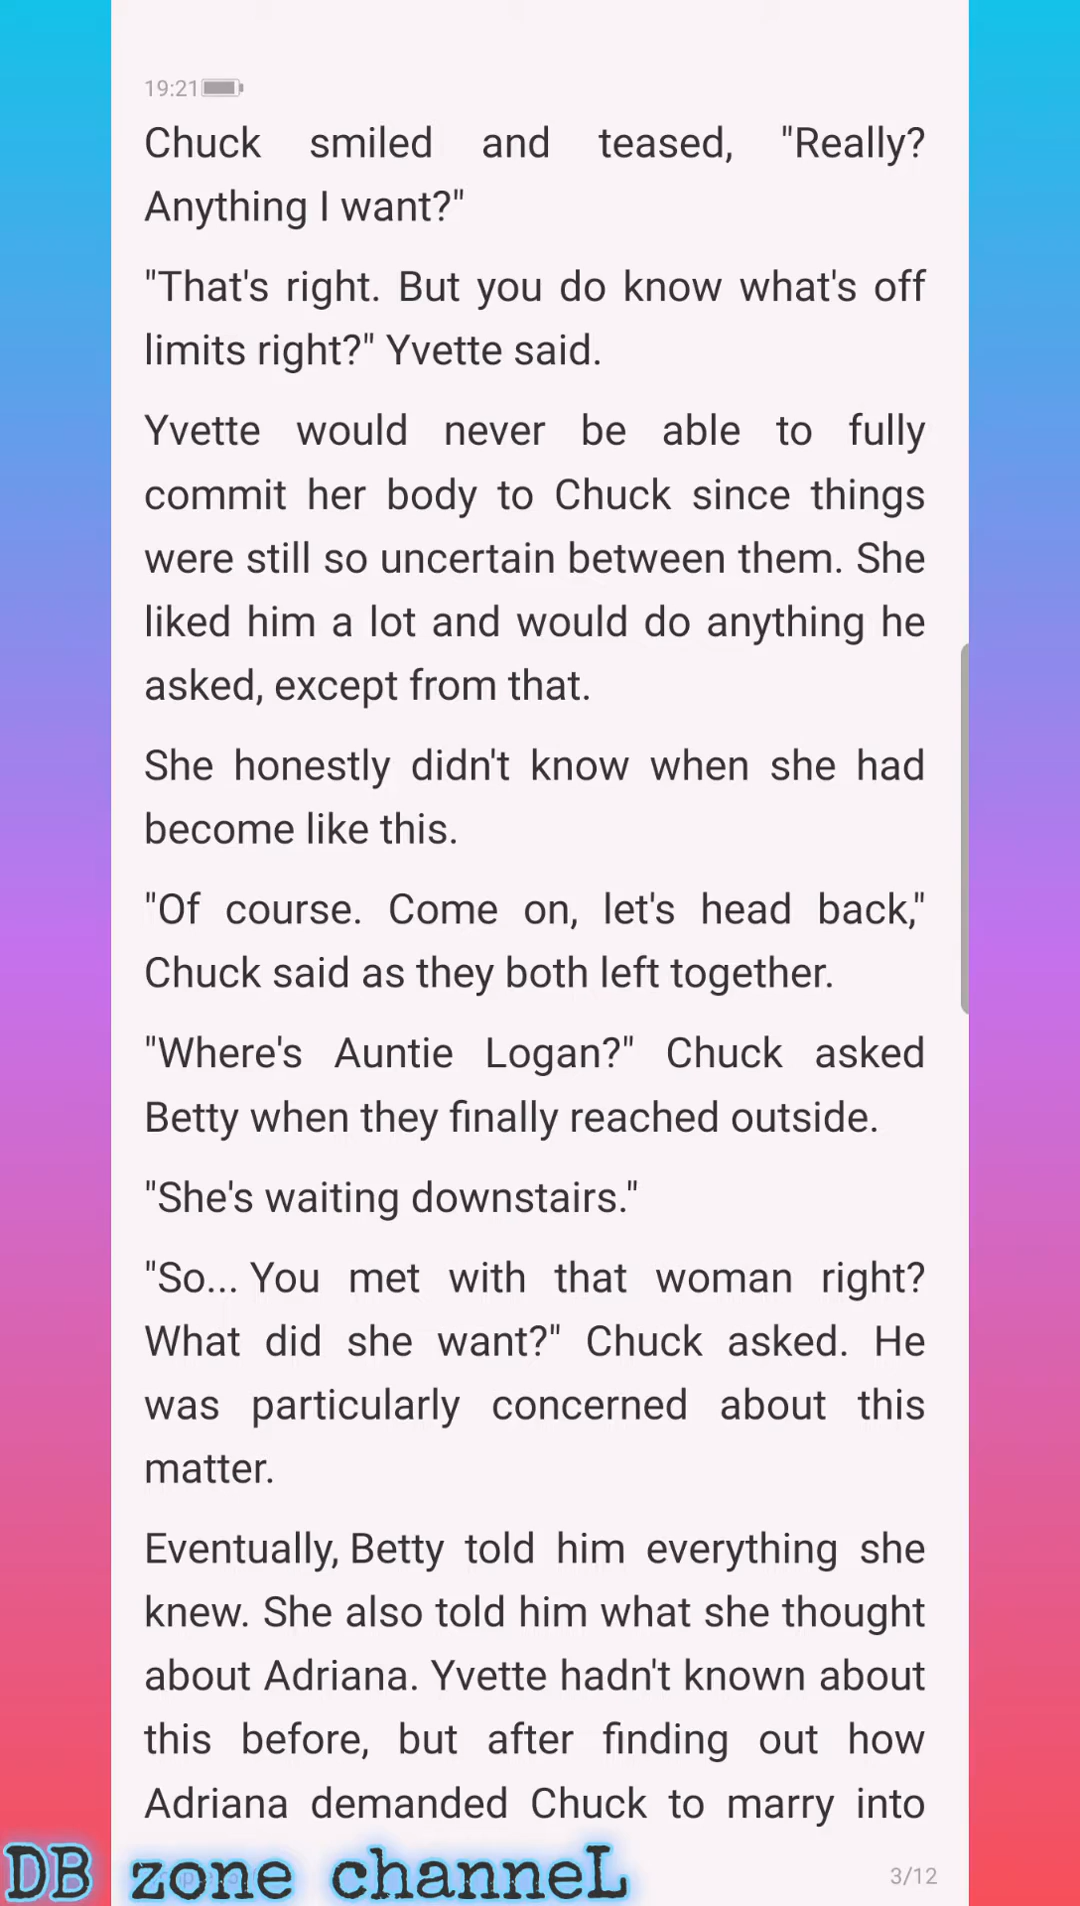 19:21
Chuck smiled and teased, "Really?
Anything I want?"
"That's right. But you do know what's off
limits right?" Yvette said.
Yvette would never be able to fully
commit her body to Chuck since things
were still so uncertain between them. She
liked him a lot and would do anything he
asked, except from that.
She honestly didn't know when she had
become like this.
"Of course. Come on, let's head back,"
Chuck said as they both left together.
"Where's Auntie Logan?" Chuck asked
Betty when they finally reached outside.
"She's waiting downstairs."
"So... You met with that woman right?
What did she want?" Chuck asked. He
was particularly concerned about this
matter.
Eventually, Betty told him everything she
knew. She also told him what she thought
about Adriana. Yvette hadn't known about
this before, but after finding out how
Adriana demanded Chuck to marry into
DB zone channeL
3/12